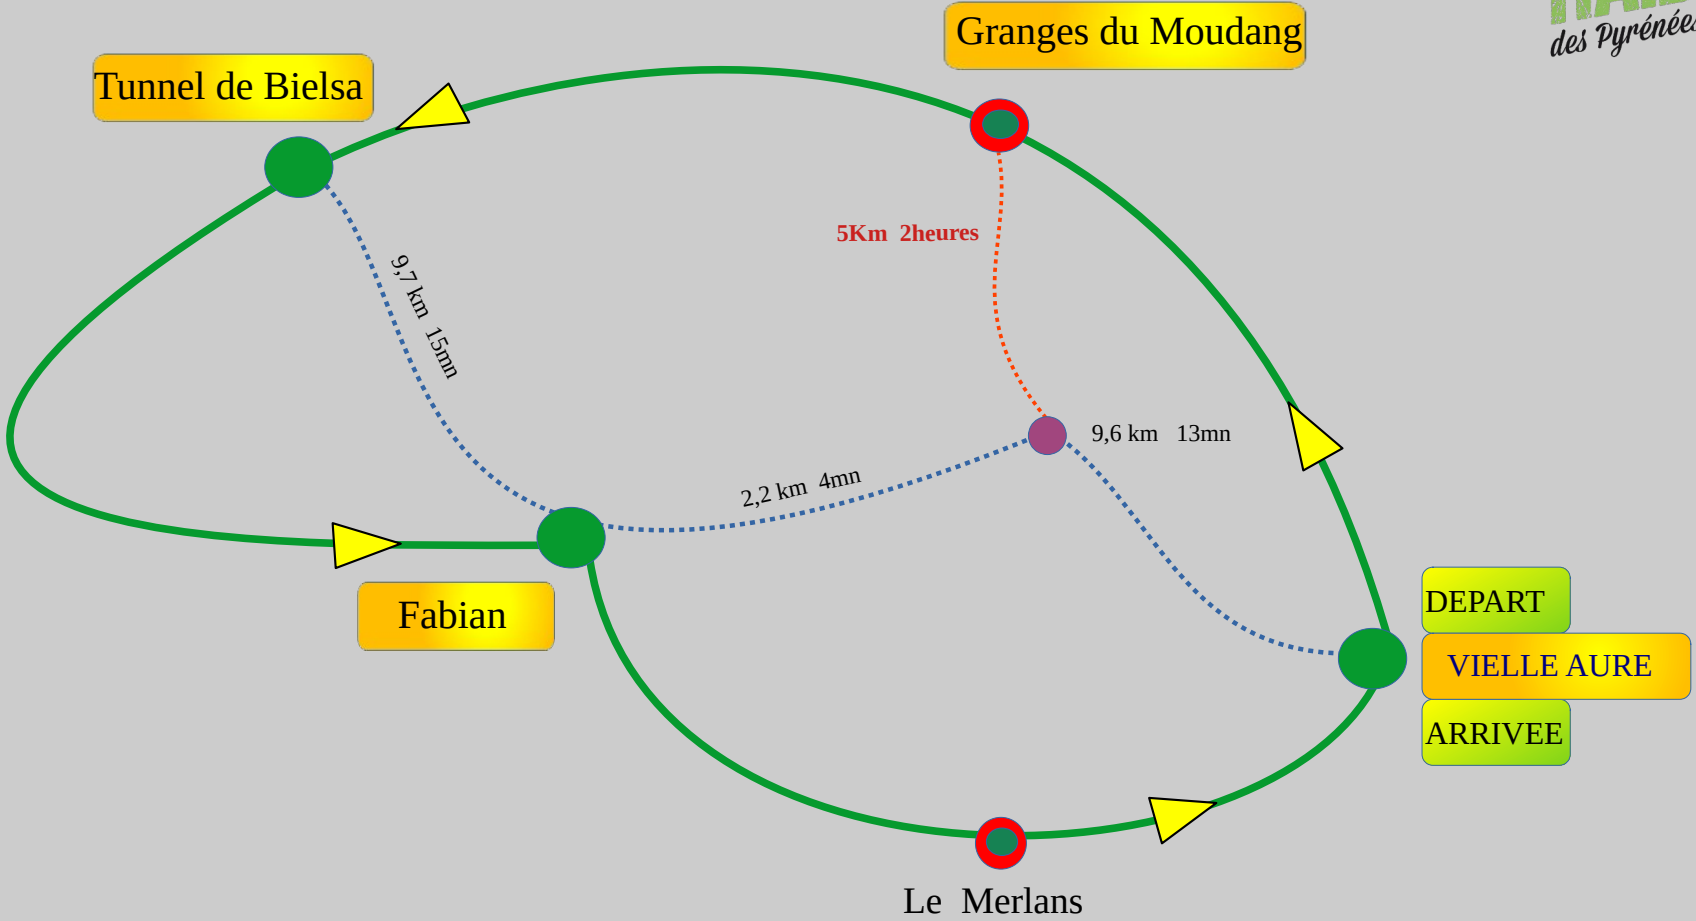 des Pyrénées
Granges du Moudang
Tunnel de Bielsa
5Km 2heures
9,7 km 15mn
9,6 km 13mn
2,2 km 4mn
Fabian
DEPART
VIELLE AURE
ARRIVEE
Le Merlans